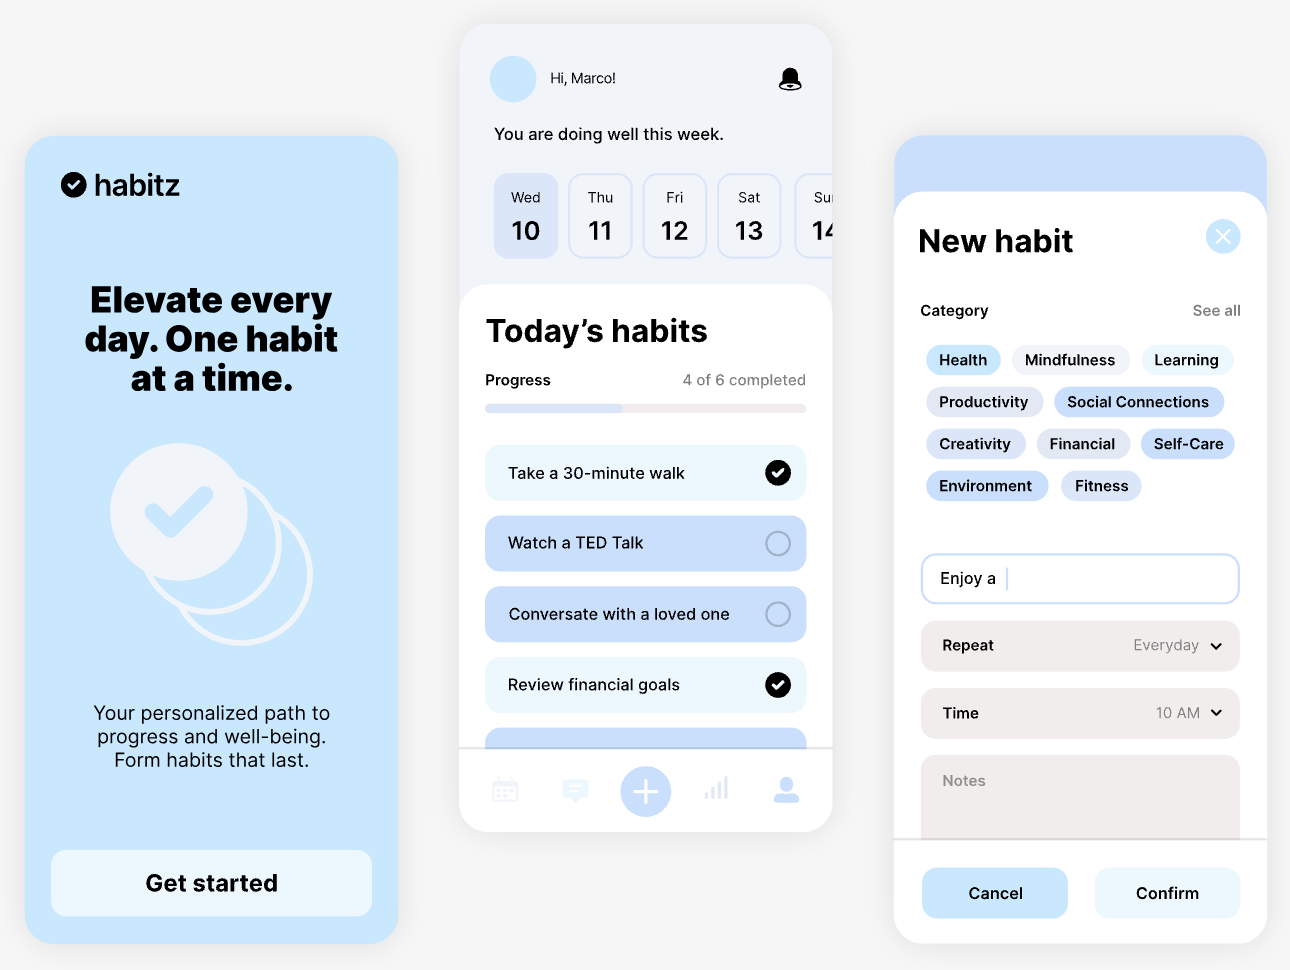 habitz
Elevate every
day. One habit
at a time.
Your personalized path to
progress and well-being.
Form habits that last.
Get started
Hi, Marco!
You are doing well this week.
Wed Thu Fri Sat Sun
10 11 12 13 14
Today’s habits
Progress 4 of 6 completed
Take a 30-minute walk
Watch a TED Talk
Conversate with a loved one
Review financial goals
New habit
Category See all
Health Mindfulness Learning
Productivity Social Connections
Creativity Financial Self-Care
Environment Fitness
Enjoy a
Repeat Everyday
Time 10 AM
Notes
Cancel Confirm